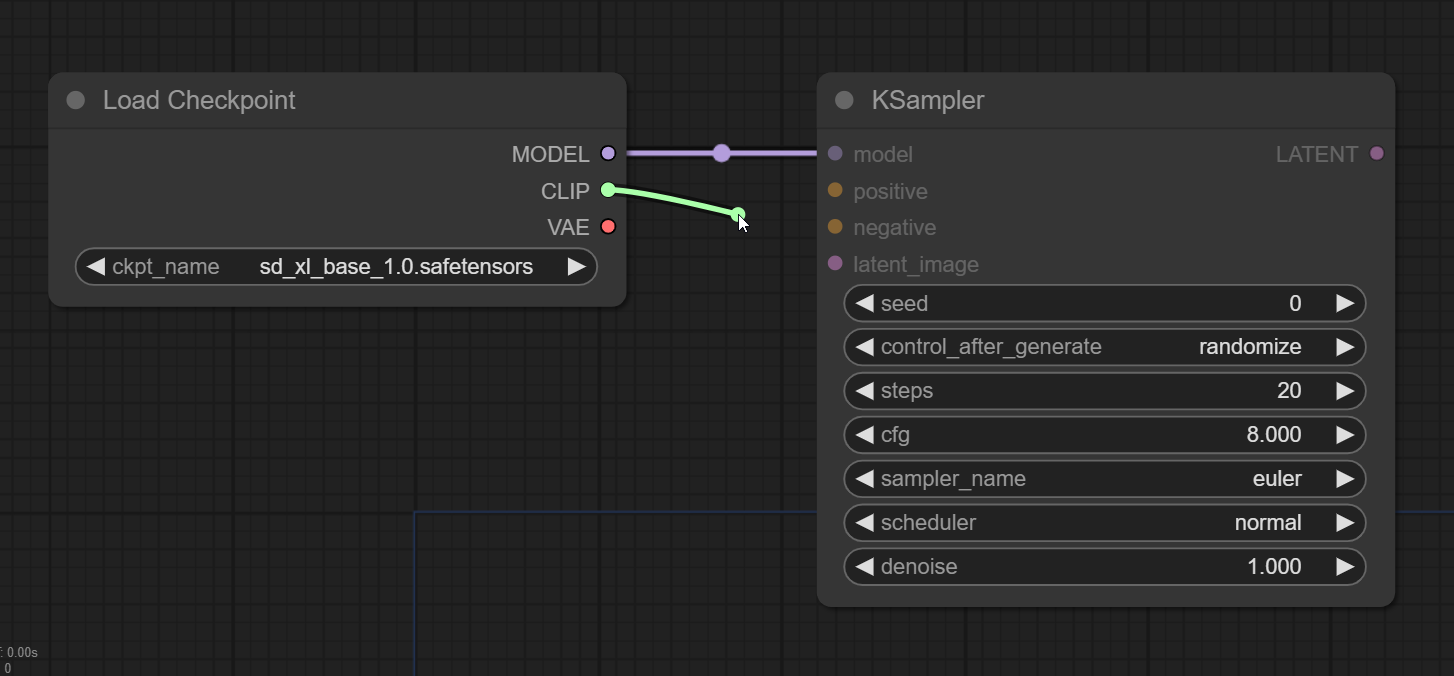 Load Checkpoint
MODEL
CLIP
VAE
ckpt_name sd_xl_base_1.0.safetensors
KSampler
model LATENT
positive
negative
latent_image
seed 0
control_after_generate randomize
steps 20
cfg 8.000
sampler_name euler
scheduler normal
denoise 1.000
: 0.00s
0